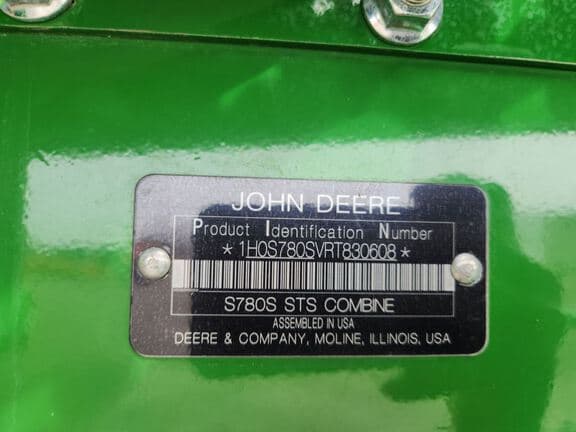 JOHN DEERE
Product Identification Number
*1H0S780SVRT830608*
S780S STS COMBINE
ASSEMBLED IN USA
DEERE & COMPANY, MOLINE, ILLINOIS, USA